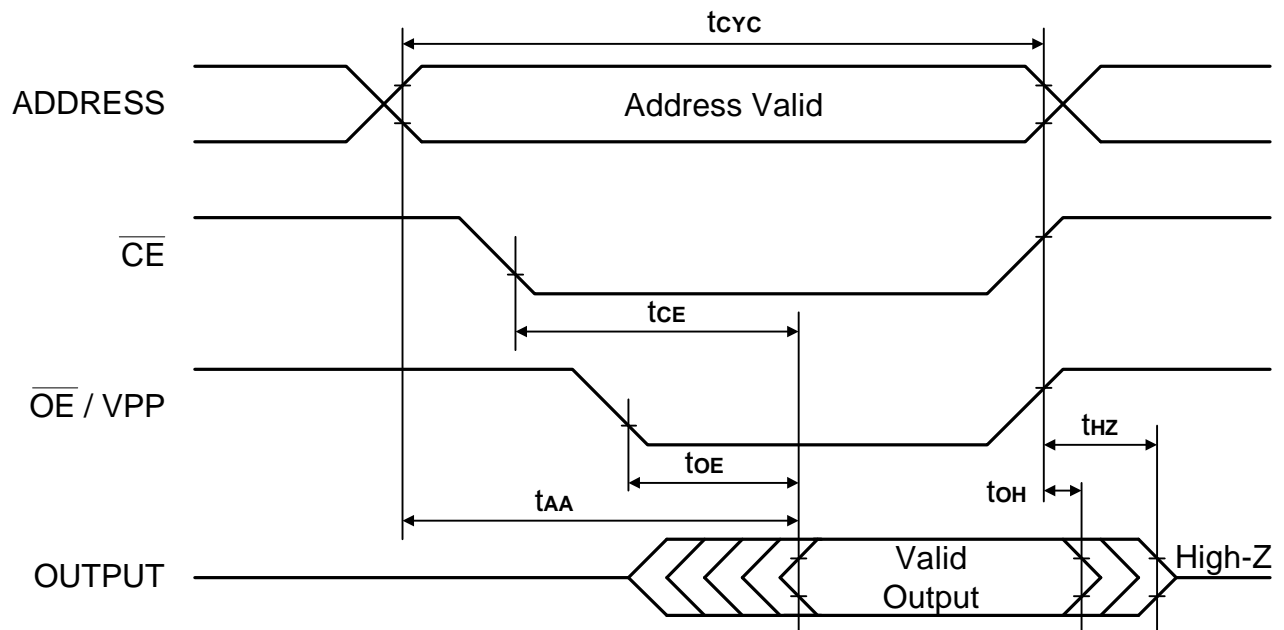 tCYC
ADDRESS
Address Valid
CE
tCE
OE / VPP
tHZ
tOE
tOH
tAA
OUTPUT
Valid
Output
High-Z